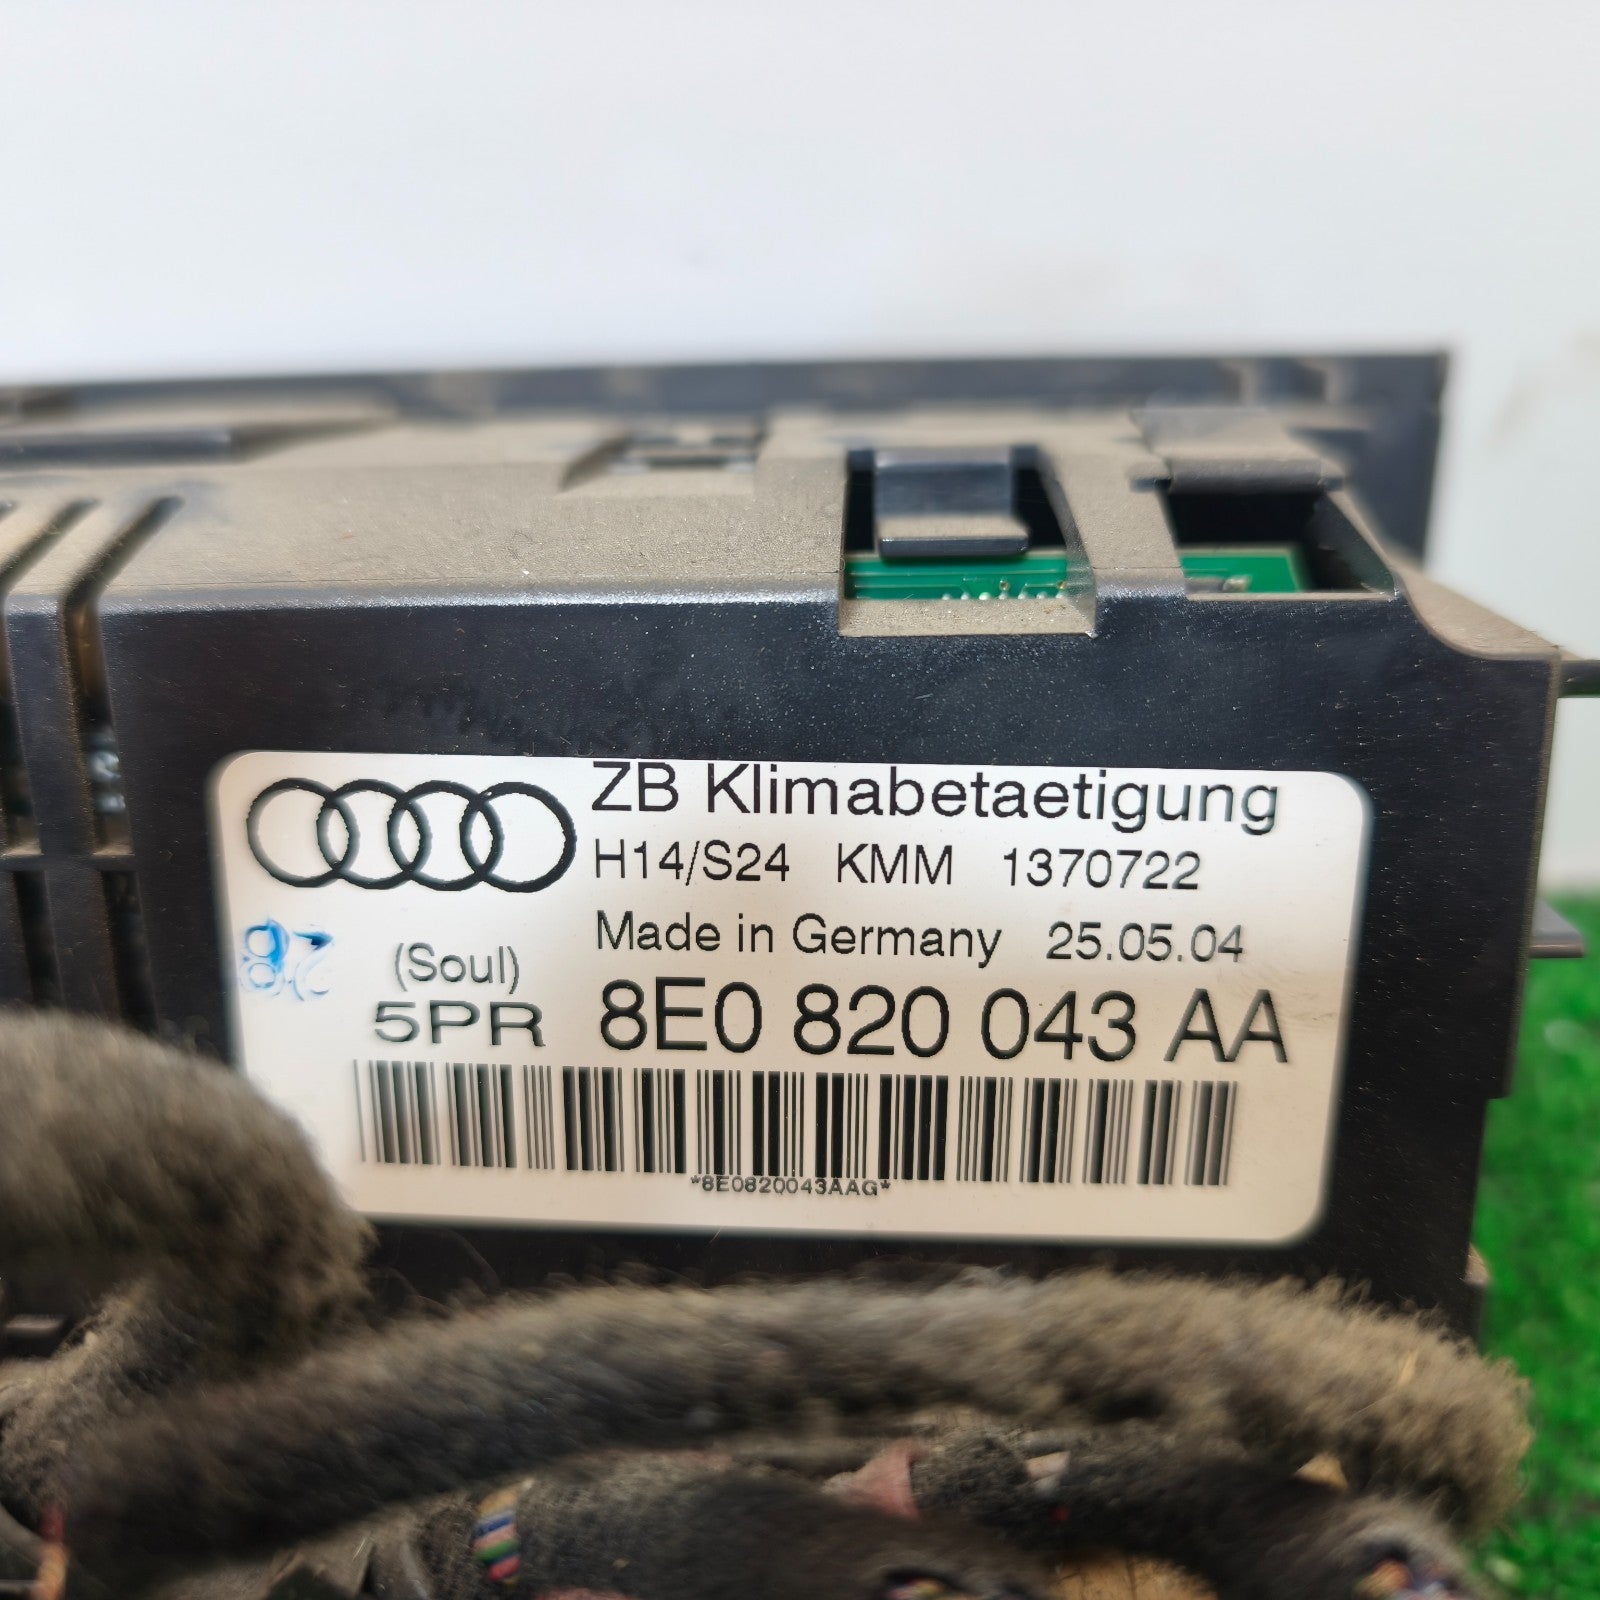 ZB Klimabetaetigung
H14/S24 KMM 1370722
Made in Germany 25.05.04
(Soul)
5PR 8E0 820 043 AA
*8E0820043AAG*